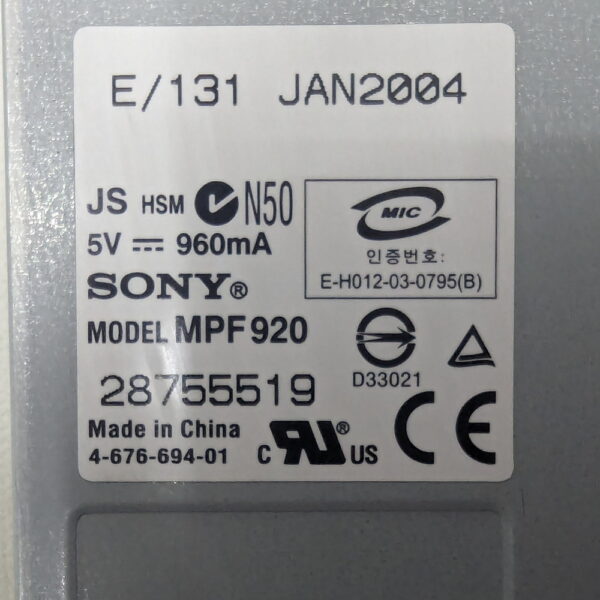 E/131 JAN2004
JS HSM N50
5V ⎓ 960mA
MIC
인증번호:
E-H012-03-0795(B)
SONY®
MODEL MPF920
D33021
28755519
Made in China
4-676-694-01
C RU® US
CE